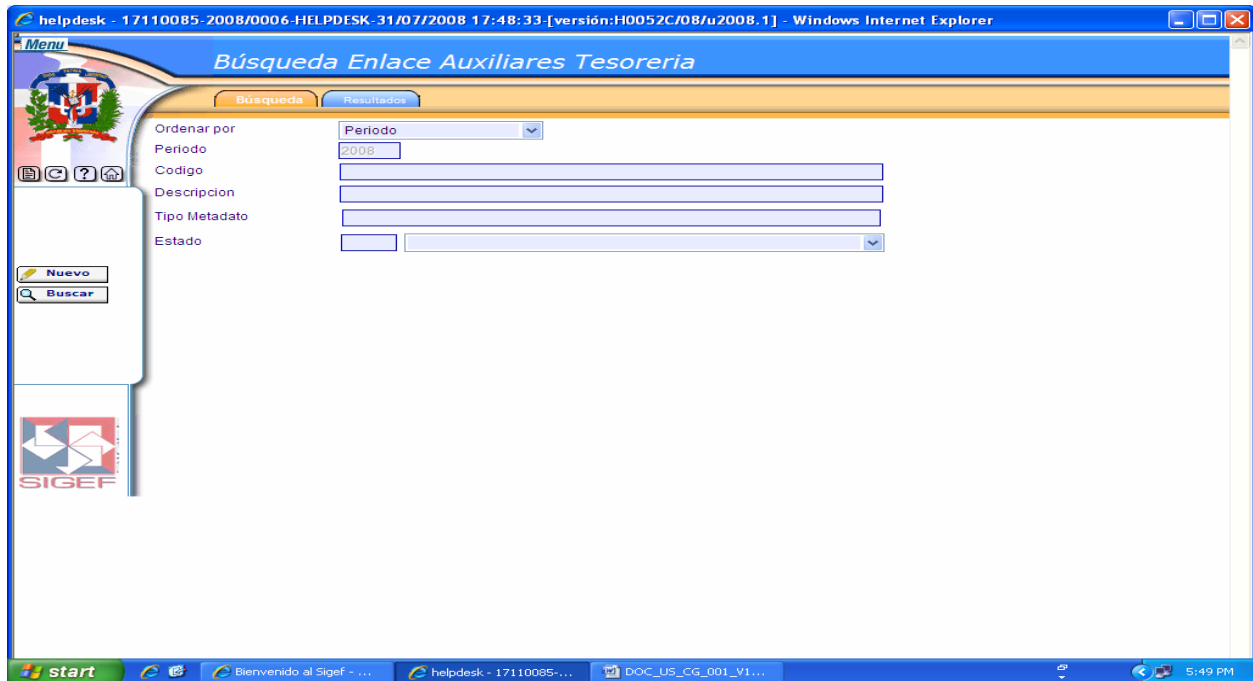 helpdesk - 17110085-2008/0006-HELPDESK-31/07/2008 17:48:33-[versión:H0052C/08/u2008.1] - Windows Internet Explorer
Menu
Búsqueda Enlace Auxiliares Tesoreria
Búsqueda Resultados
Ordenar por Periodo
Periodo 2008
Codigo
Descripcion
Tipo Metadato
Estado
Nuevo
Buscar
SIGEF
start Bienvenido al Sigef - ... helpdesk - 17110085-... DOC_US_CG_001_V1... 5:49 PM